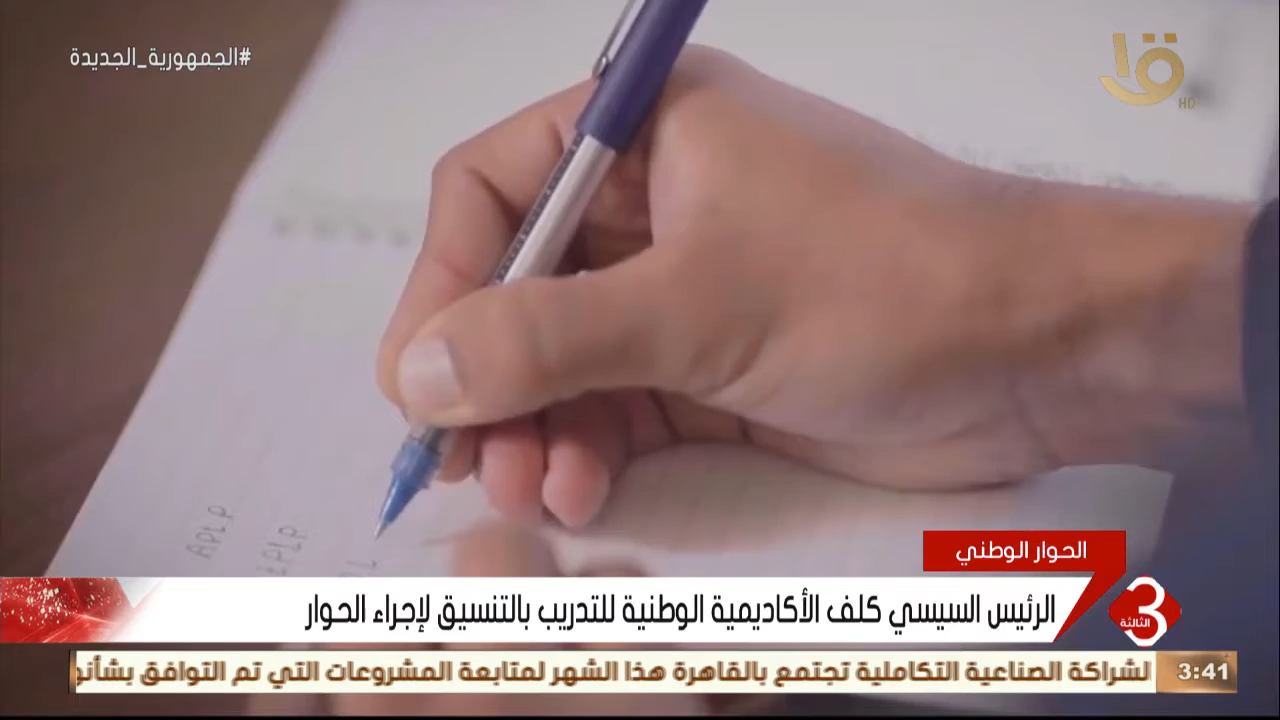 #الجمهورية_الجديدة
HD
الحوار الوطني
الرئيس السيسي كلف الأكاديمية الوطنية للتدريب بالتنسيق لإجراء الحوار
3
الثالثة
لشراكة الصناعية التكاملية تجتمع بالقاهرة هذا الشهر لمتابعة المشروعات التي تم التوافق بشأنه
3:41